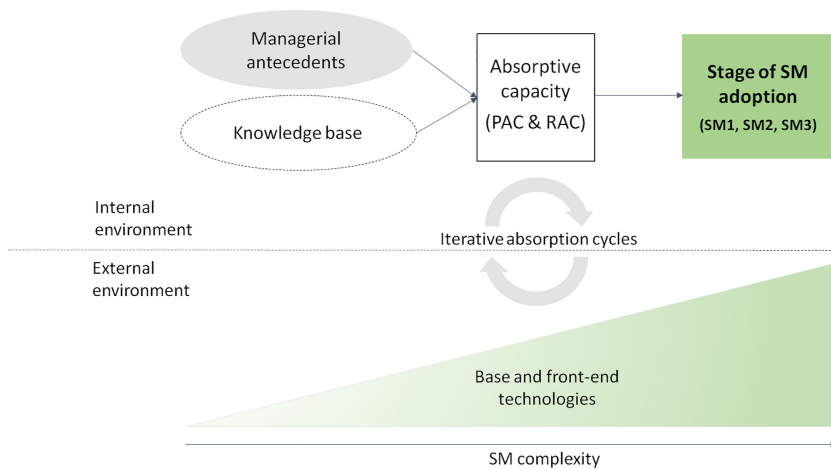 Managerial
antecedents
Knowledge base
Absorptive
capacity
(PAC & RAC)
Stage of SM
adoption
(SM1, SM2, SM3)
Internal
environment
Iterative absorption cycles
External
environment
Base and front-end
technologies
SM complexity